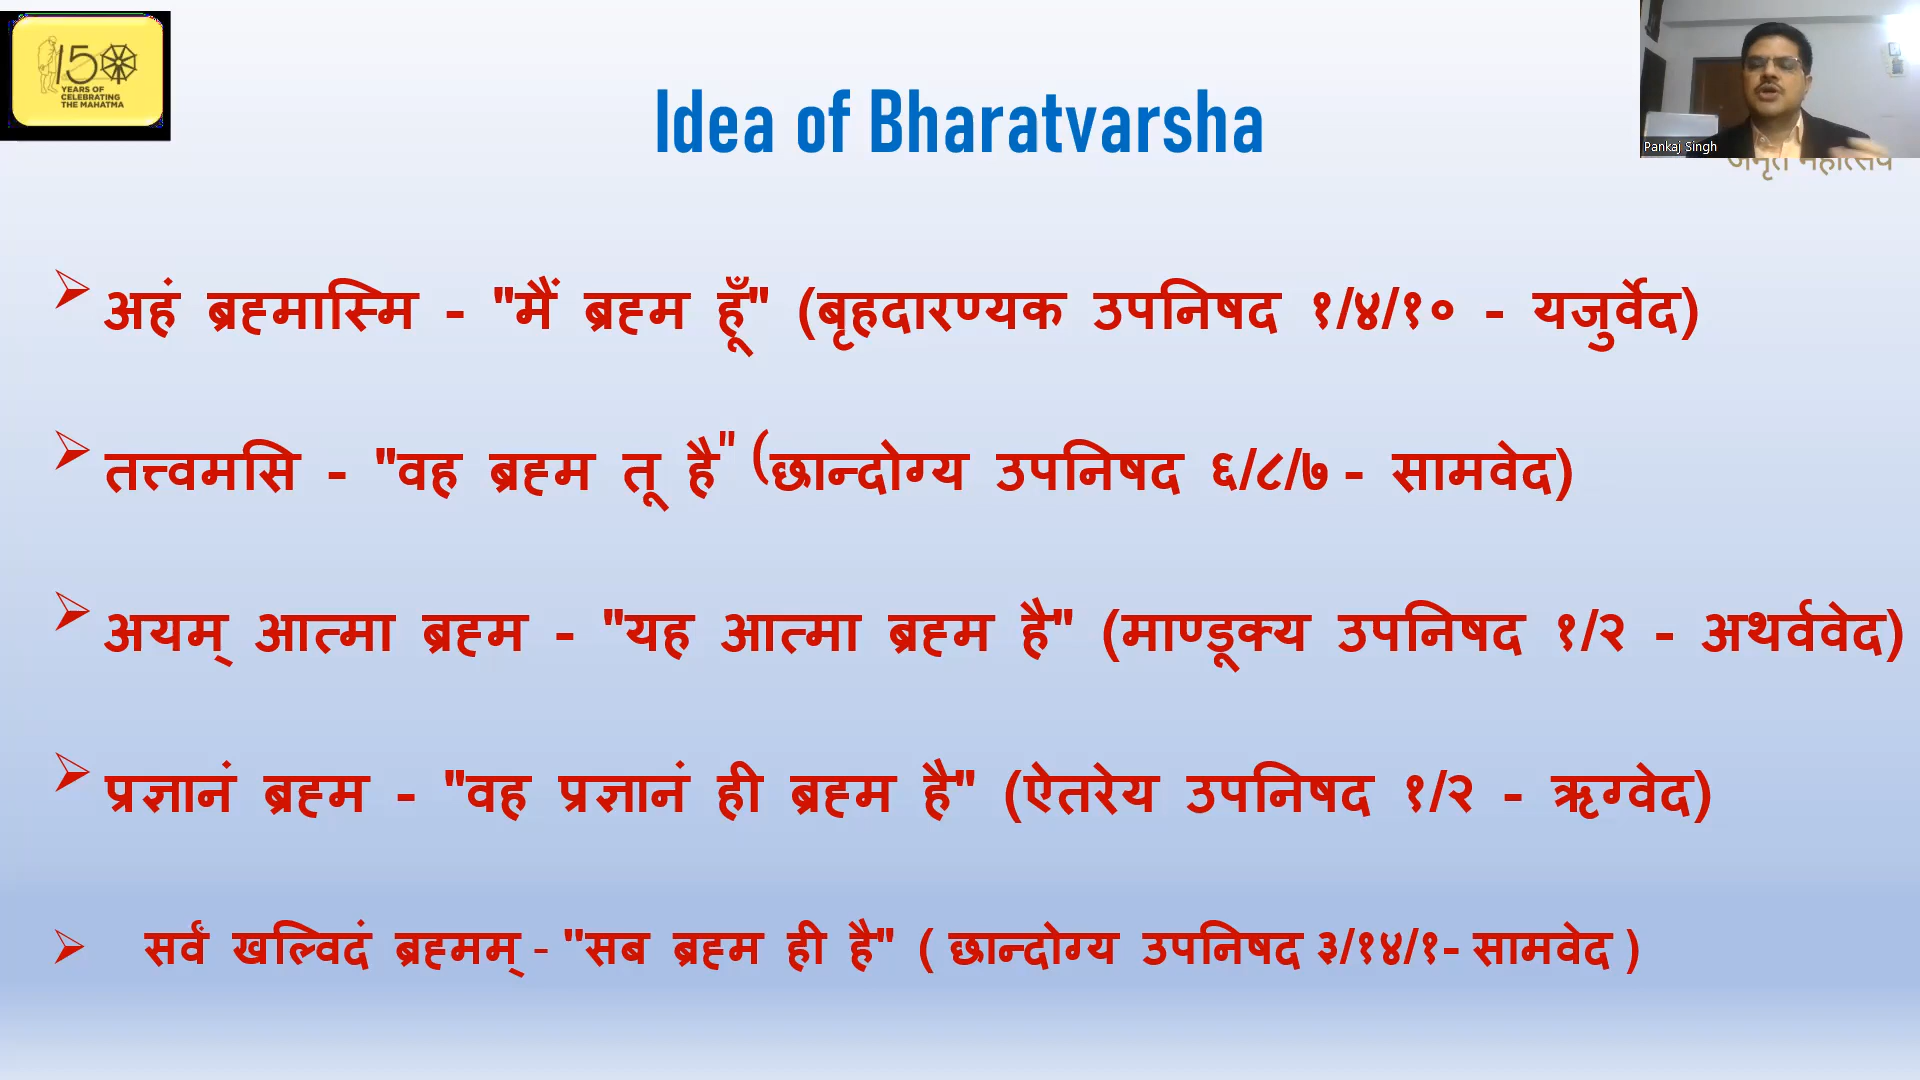 150
YEARS OF
CELEBRATING
THE MAHATMA
Idea of Bharatvarsha
Pankaj Singh
अमृत महोत्सव
अहं ब्रह्मास्मि - "मैं ब्रह्म हूँ" (बृहदारण्यक उपनिषद १/४/१० - यजुर्वेद)
तत्त्वमसि - "वह ब्रह्म तू है" (छान्दोग्य उपनिषद ६/८/७ - सामवेद)
अयम् आत्मा ब्रह्म - "यह आत्मा ब्रह्म है" (माण्डूक्य उपनिषद १/२ - अथर्ववेद)
प्रज्ञानं ब्रह्म - "वह प्रज्ञानं ही ब्रह्म है" (ऐतरेय उपनिषद १/२ - ऋग्वेद)
सर्वं खल्विदं ब्रह्मम् - "सब ब्रह्म ही है" ( छान्दोग्य उपनिषद ३/१४/१- सामवेद )